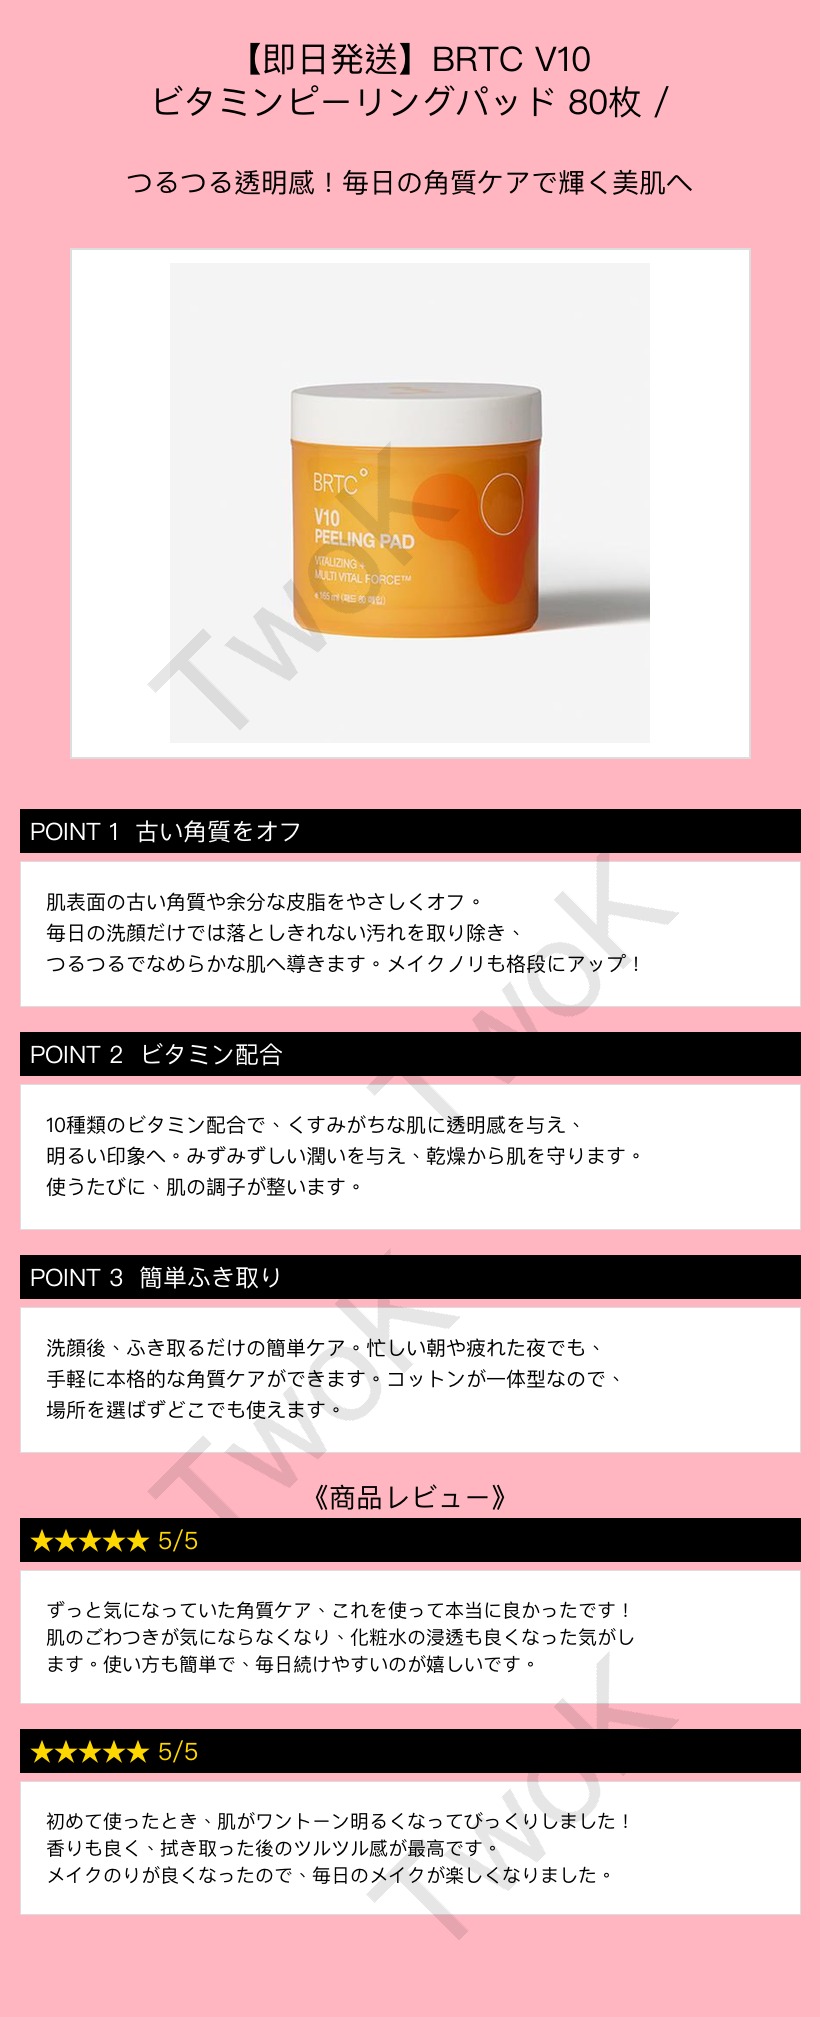 【即日発送】BRTC V10
ビタミンピーリングパッド 80枚 /
つるつる透明感！毎日の角質ケアで輝く美肌へ
BRTC
V10
PEELING PAD
VITALIZING +
MULTI VITAL FORCE™
165 ml (패드 80 매입)
Twok
POINT 1 古い角質をオフ
肌表面の古い角質や余分な皮脂をやさしくオフ。
毎日の洗顔だけでは落としきれない汚れを取り除き、
つるつるでなめらかな肌へ導きます。メイクノリも格段にアップ！
Twok
POINT 2 ビタミン配合
10種類のビタミン配合で、くすみがちな肌に透明感を与え、
明るい印象へ。みずみずしい潤いを与え、乾燥から肌を守ります。
使うたびに、肌の調子が整います。
POINT 3 簡単ふき取り
洗顔後、ふき取るだけの簡単ケア。忙しい朝や疲れた夜でも、
手軽に本格的な角質ケアができます。コットンが一体型なので、
場所を選ばずどこでも使えます。
Twok
《商品レビュー》
★★★★★ 5/5
ずっと気になっていた角質ケア、これを使って本当に良かったです！
肌のごわつきが気にならなくなり、化粧水の浸透も良くなった気がし
ます。使い方も簡単で、毎日続けやすいのが嬉しいです。
★★★★★ 5/5
初めて使ったとき、肌がワントーン明るくなってびっくりしました！
香りも良く、拭き取った後のツルツル感が最高です。
メイクのりが良くなったので、毎日のメイクが楽しくなりました。
Twok